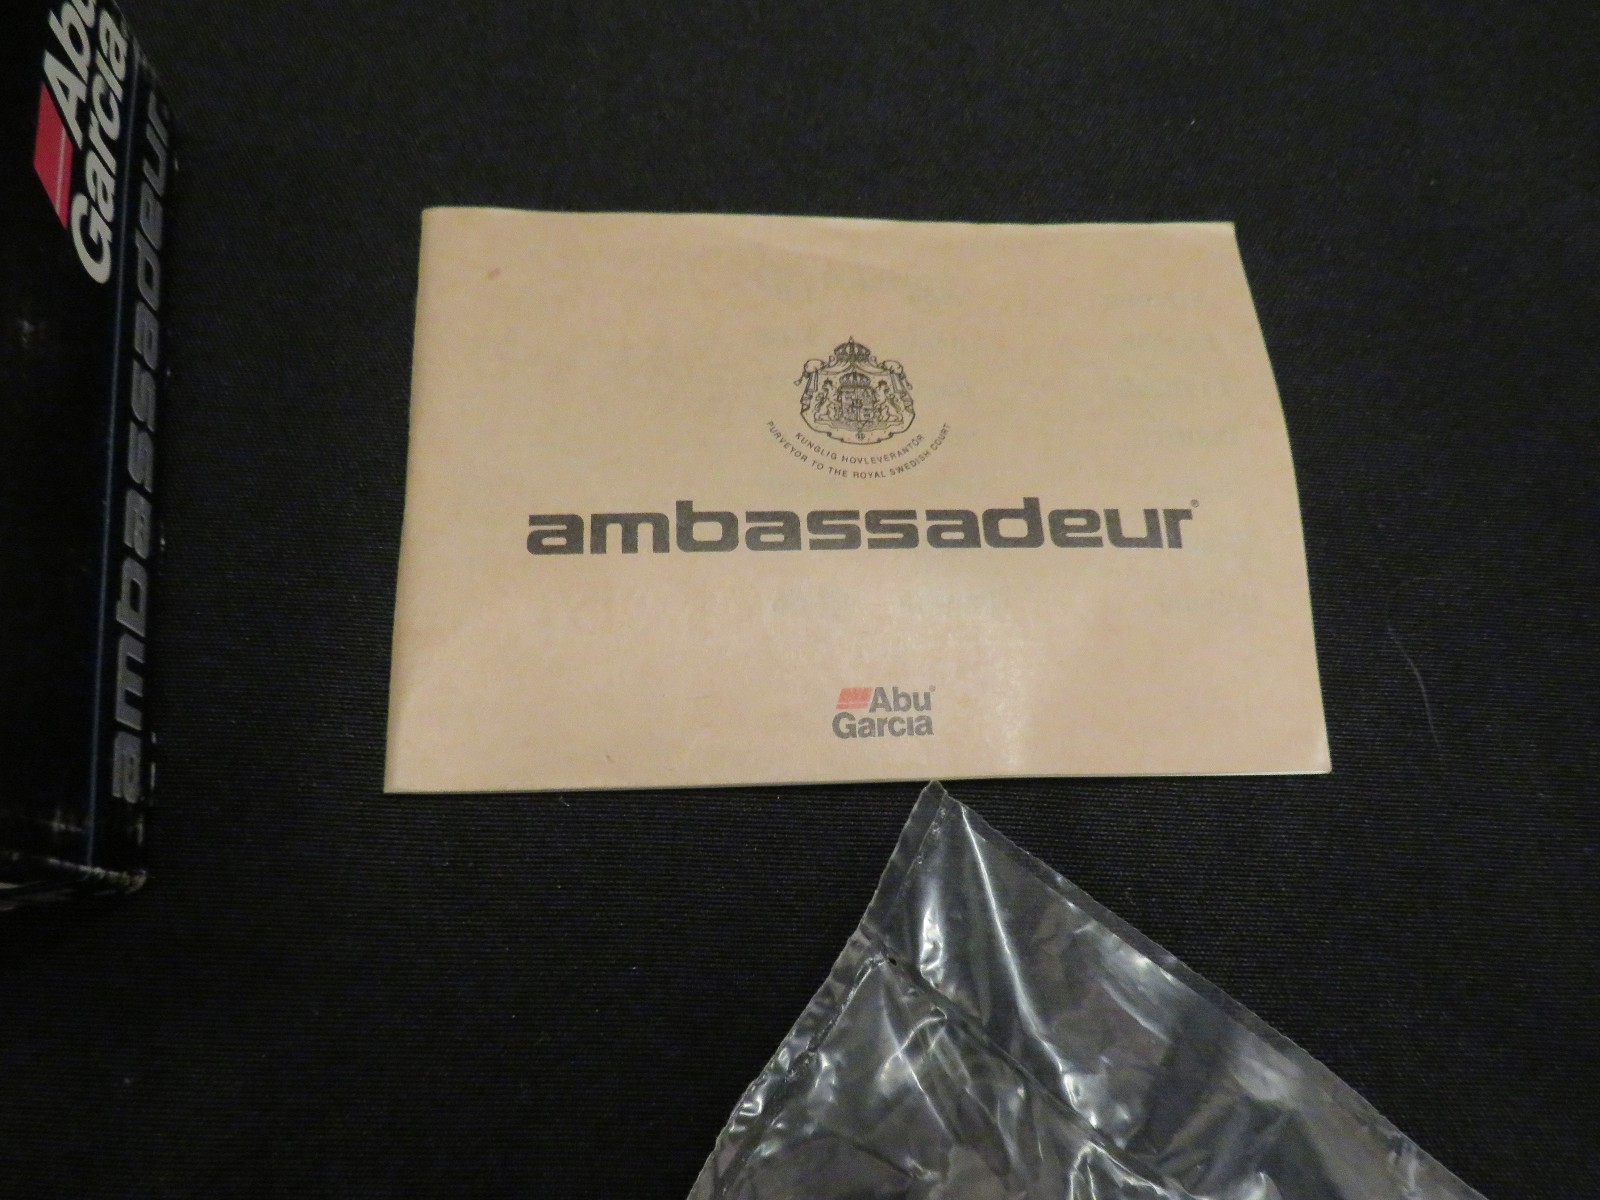 Abu
Garcia
ambassadeur
KUNGLIG HOVLEVERANTÖR
PURVEYOR TO THE ROYAL SWEDISH COURT
ambassadeur®
Abu®
Garcia